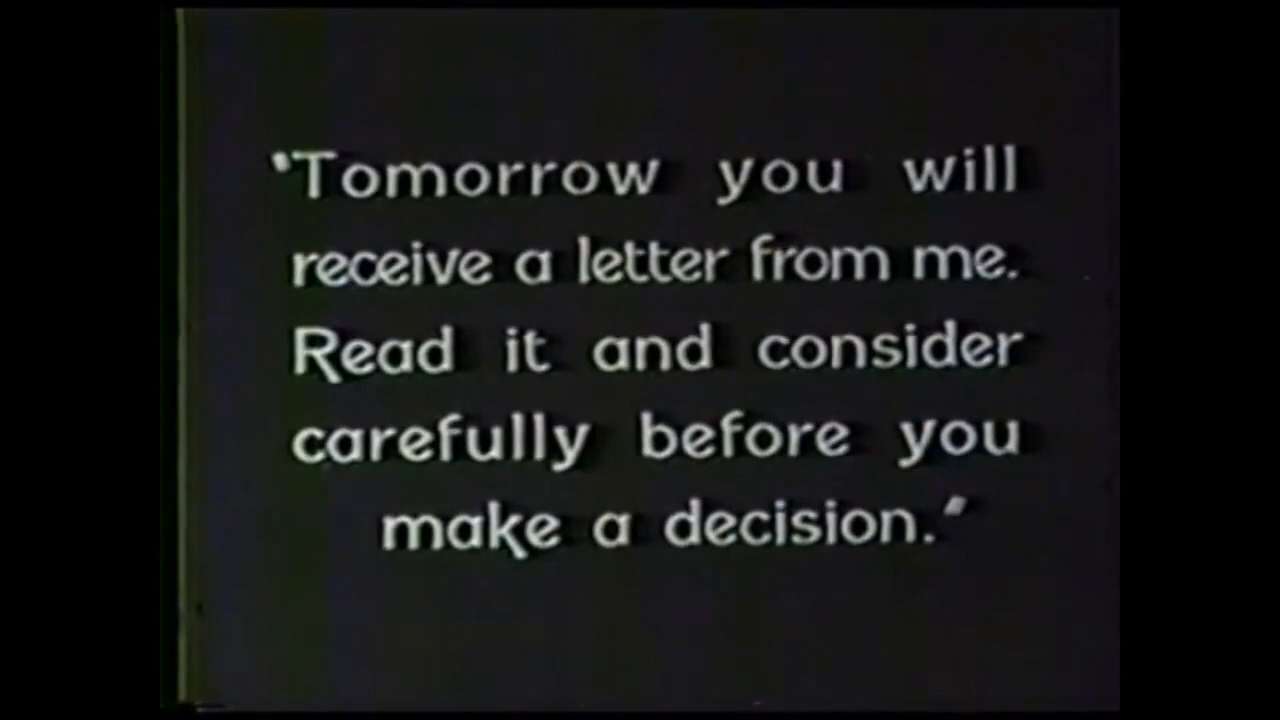 "Tomorrow you will
receive a letter from me.
Read it and consider
carefully before you
make a decision."